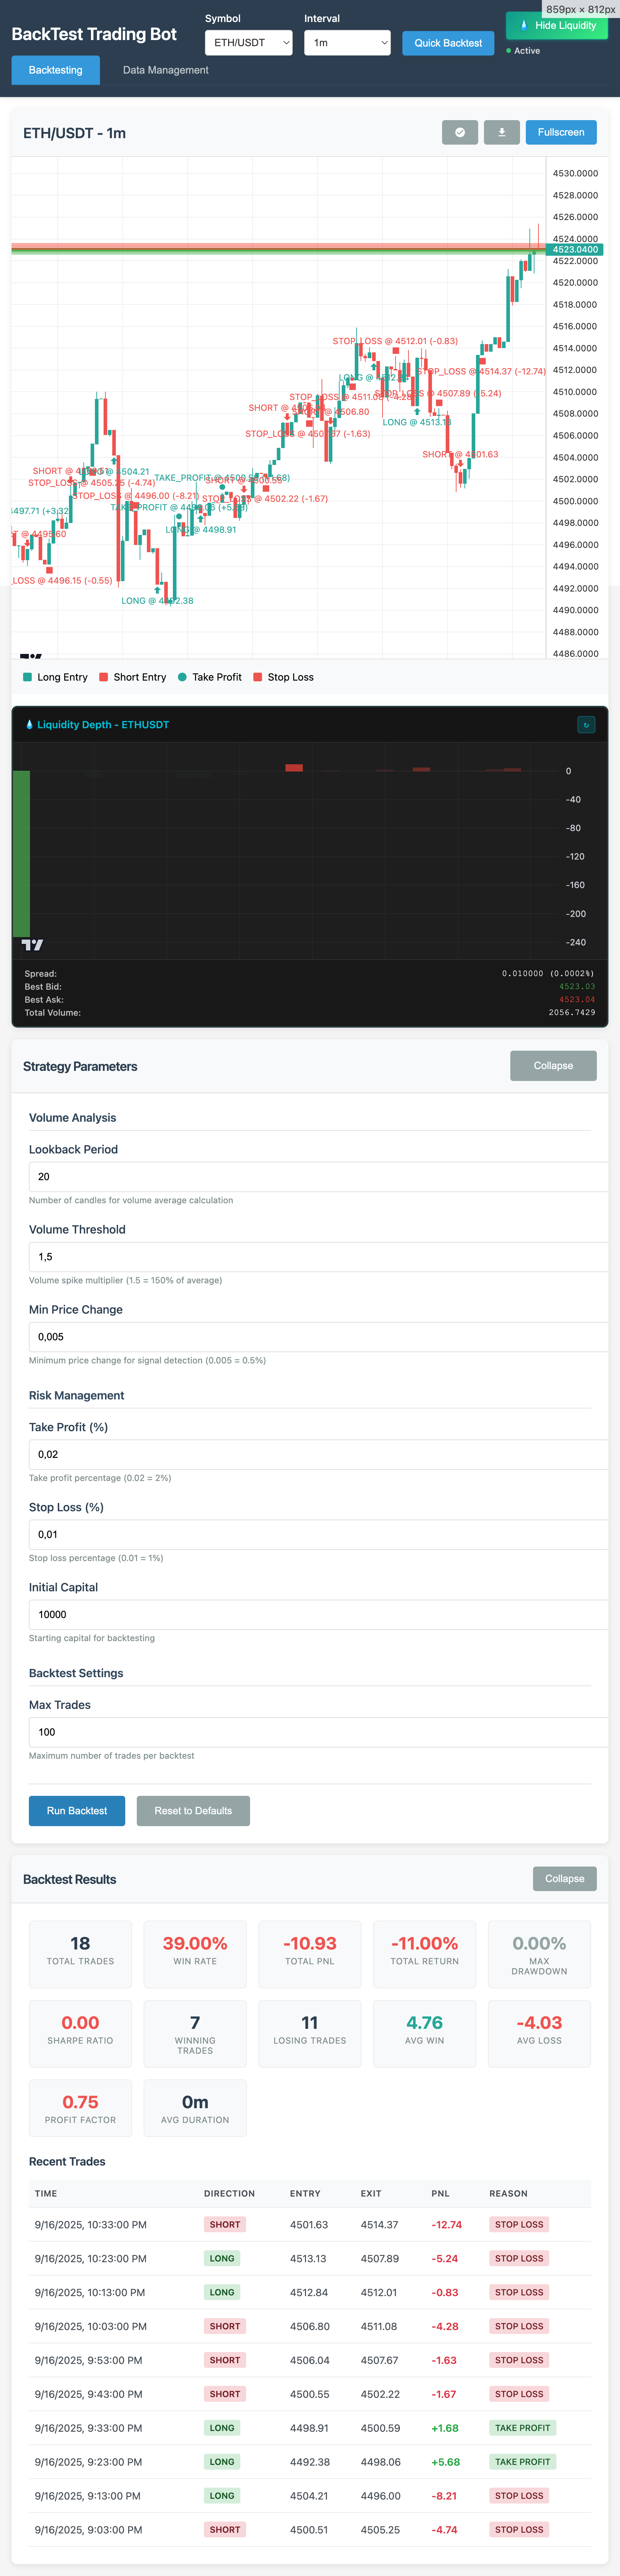 859px × 812px
BackTest Trading Bot
Symbol
ETH/USDT
Interval
1m
Quick Backtest
Hide Liquidity
Active
Backtesting
Data Management
ETH/USDT - 1m
Fullscreen
4530.0000
4528.0000
4526.0000
4524.0000
4523.0400
4522.0000
4520.0000
4518.0000
4516.0000
4514.0000
4512.0000
4510.0000
4508.0000
4506.0000
4504.0000
4502.0000
4500.0000
4498.0000
4496.0000
4494.0000
4492.0000
4490.0000
4488.0000
4486.0000
STOP_LOSS @ 4512.01 (-0.83)
STOP_LOSS @ 4514.37 (-12.74)
LONG @
STOP_LOSS @ 4507.89 (-5.24)
STOP_LOSS @ 4511.08
SHORT @
4506.80
LONG @ 4513.13
STOP_LOSS @ 4507.67 (-1.63)
SHORT @ 4501.63
SHORT @
4504.21
STOP_LOSS @ 4505.25 (-4.74)
TAKE_PROFIT @ 4500.59
STOP_LOSS @ 4496.00 (-8.21)
STOP_LOSS @ 4502.22 (-1.67)
TAKE_PROFIT @
4497.71 (+3.32)
LONG @ 4498.91
@ 4495.60
_LOSS @ 4496.15 (-0.55)
LONG @ 4492.38
Long Entry
Short Entry
Take Profit
Stop Loss
Liquidity Depth - ETHUSDT
0
-40
-80
-120
-160
-200
-240
Spread: 0.010000 (0.0002%)
Best Bid: 4523.03
Best Ask: 4523.04
Total Volume: 2056.7429
Strategy Parameters
Collapse
Volume Analysis
Lookback Period
20
Number of candles for volume average calculation
Volume Threshold
1,5
Volume spike multiplier (1.5 = 150% of average)
Min Price Change
0,005
Minimum price change for signal detection (0.005 = 0.5%)
Risk Management
Take Profit (%)
0,02
Take profit percentage (0.02 = 2%)
Stop Loss (%)
0,01
Stop loss percentage (0.01 = 1%)
Initial Capital
10000
Starting capital for backtesting
Backtest Settings
Max Trades
100
Maximum number of trades per backtest
Run Backtest
Reset to Defaults
Backtest Results
Collapse
18
TOTAL TRADES
39.00%
WIN RATE
-10.93
TOTAL PNL
-11.00%
TOTAL RETURN
0.00%
MAX
DRAWDOWN
0.00
SHARPE RATIO
7
WINNING
TRADES
11
LOSING TRADES
4.76
AVG WIN
-4.03
AVG LOSS
0.75
PROFIT FACTOR
0m
AVG DURATION
Recent Trades
TIME DIRECTION ENTRY EXIT PNL REASON
9/16/2025, 10:33:00 PM SHORT 4501.63 4514.37 -12.74 STOP LOSS
9/16/2025, 10:23:00 PM LONG 4513.13 4507.89 -5.24 STOP LOSS
9/16/2025, 10:13:00 PM LONG 4512.84 4512.01 -0.83 STOP LOSS
9/16/2025, 10:03:00 PM SHORT 4506.80 4511.08 -4.28 STOP LOSS
9/16/2025, 9:53:00 PM SHORT 4506.04 4507.67 -1.63 STOP LOSS
9/16/2025, 9:43:00 PM SHORT 4500.55 4502.22 -1.67 STOP LOSS
9/16/2025, 9:33:00 PM LONG 4498.91 4500.59 +1.68 TAKE PROFIT
9/16/2025, 9:23:00 PM LONG 4492.38 4498.06 +5.68 TAKE PROFIT
9/16/2025, 9:13:00 PM LONG 4504.21 4496.00 -8.21 STOP LOSS
9/16/2025, 9:03:00 PM SHORT 4500.51 4505.25 -4.74 STOP LOSS